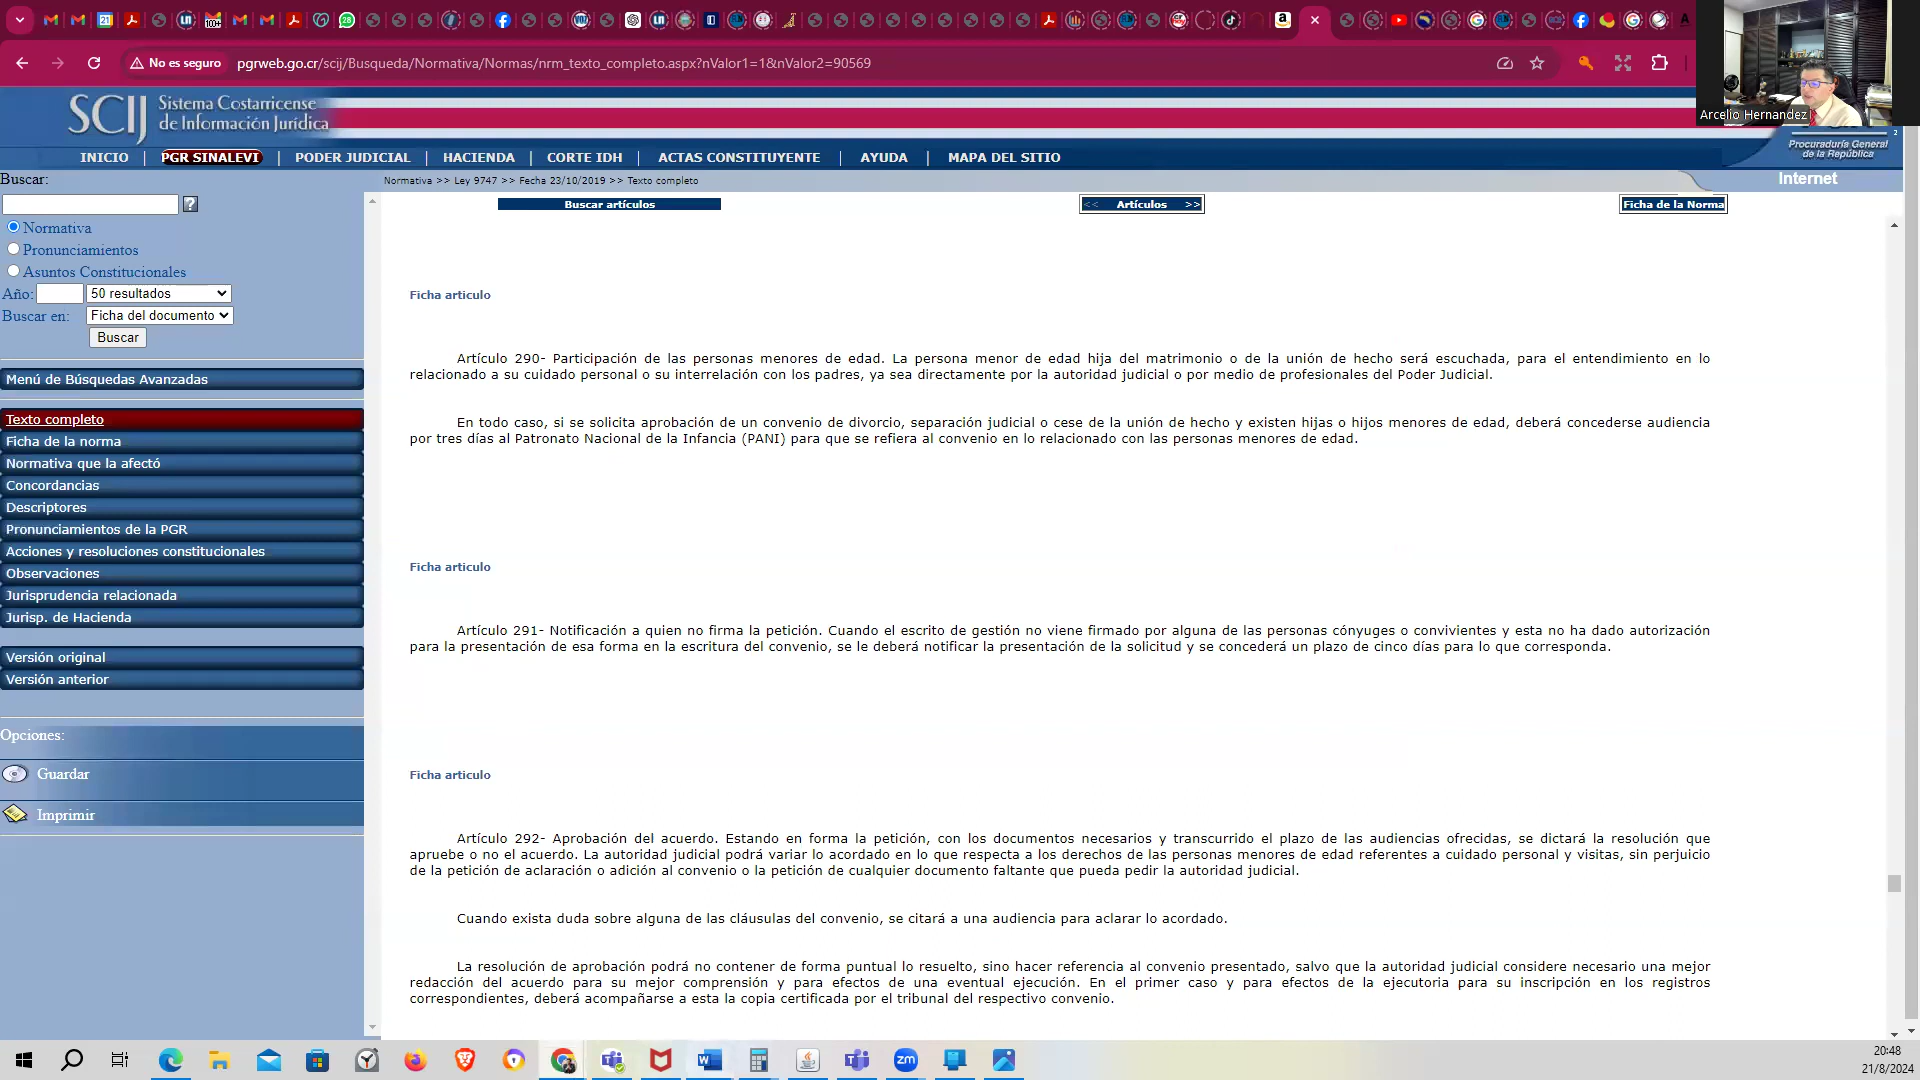 No es seguro
pgrweb.go.cr/scij/Busqueda/Normativa/Normas/nrm_texto_completo.aspx?nValor1=1&nValor2=90569
Arcelio Hernandez
SCIJ
Sistema Costarricense
de Información Jurídica
Procuraduría General
de la República
INICIO | PGR SINALEVI | PODER JUDICIAL | HACIENDA | CORTE IDH | ACTAS CONSTITUYENTE | AYUDA | MAPA DEL SITIO
Internet
Buscar:
Normativa >> Ley 9747 >> Fecha 23/10/2019 >> Texto completo
Buscar artículos
<< Artículos >>
Ficha de la Norma
?
Normativa
Pronunciamientos
Asuntos Constitucionales
Año: 50 resultados
Buscar en: Ficha del documento
Buscar
Menú de Búsquedas Avanzadas
Texto completo
Ficha de la norma
Normativa que la afectó
Concordancias
Descriptores
Pronunciamientos de la PGR
Acciones y resoluciones constitucionales
Observaciones
Jurisprudencia relacionada
Jurisp. de Hacienda
Versión original
Versión anterior
Opciones:
Guardar
Imprimir
Ficha articulo
Artículo 290- Participación de las personas menores de edad. La persona menor de edad hija del matrimonio o de la unión de hecho será escuchada, para el entendimiento en lo
relacionado a su cuidado personal o su interrelación con los padres, ya sea directamente por la autoridad judicial o por medio de profesionales del Poder Judicial.
En todo caso, si se solicita aprobación de un convenio de divorcio, separación judicial o cese de la unión de hecho y existen hijas o hijos menores de edad, deberá concederse audiencia
por tres días al Patronato Nacional de la Infancia (PANI) para que se refiera al convenio en lo relacionado con las personas menores de edad.
Ficha articulo
Artículo 291- Notificación a quien no firma la petición. Cuando el escrito de gestión no viene firmado por alguna de las personas cónyuges o convivientes y esta no ha dado autorización
para la presentación de esa forma en la escritura del convenio, se le deberá notificar la presentación de la solicitud y se concederá un plazo de cinco días para lo que corresponda.
Ficha articulo
Artículo 292- Aprobación del acuerdo. Estando en forma la petición, con los documentos necesarios y transcurrido el plazo de las audiencias ofrecidas, se dictará la resolución que
apruebe o no el acuerdo. La autoridad judicial podrá variar lo acordado en lo que respecta a los derechos de las personas menores de edad referentes a cuidado personal y visitas, sin perjuicio
de la petición de aclaración o adición al convenio o la petición de cualquier documento faltante que pueda pedir la autoridad judicial.
Cuando exista duda sobre alguna de las cláusulas del convenio, se citará a una audiencia para aclarar lo acordado.
La resolución de aprobación podrá no contener de forma puntual lo resuelto, sino hacer referencia al convenio presentado, salvo que la autoridad judicial considere necesario una mejor
redacción del acuerdo para su mejor comprensión y para efectos de una eventual ejecución. En el primer caso y para efectos de la ejecutoria para su inscripción en los registros
correspondientes, deberá acompañarse a esta la copia certificada por el tribunal del respectivo convenio.
20:48
21/8/2024